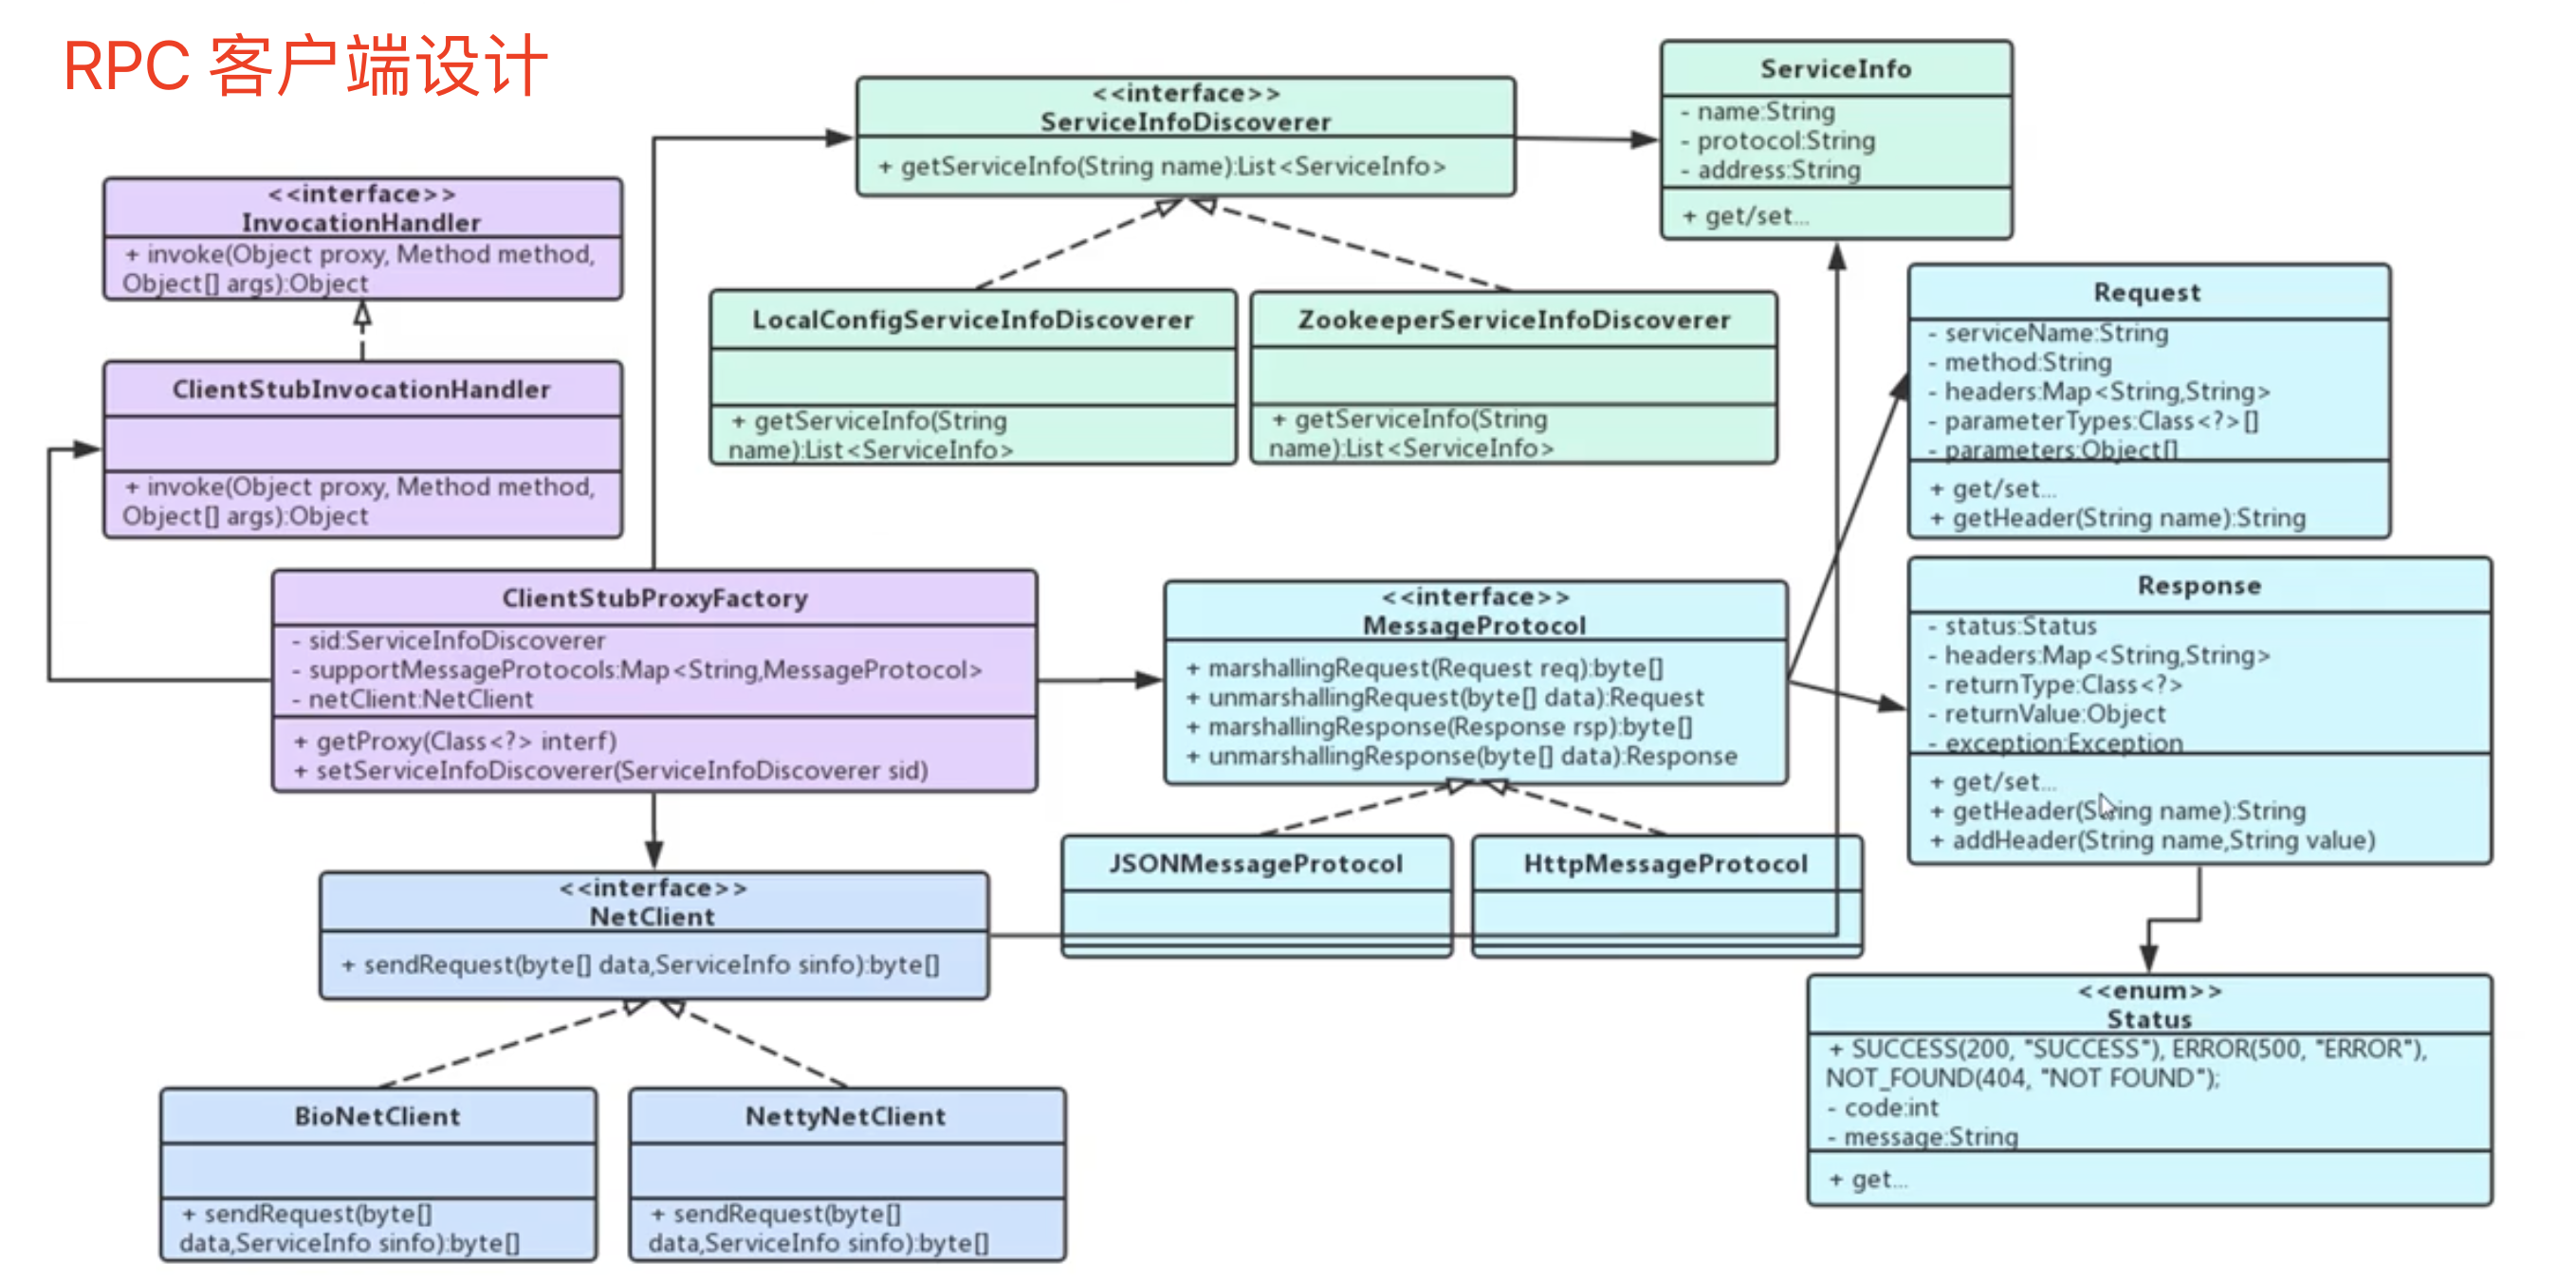 RPC 客户端设计
<<interface>>
ServiceInfoDiscoverer
+ getServiceInfo(String name):List<ServiceInfo>
ServiceInfo
- name:String
- protocol:String
- address:String
+ get/set...
<<interface>>
InvocationHandler
+ invoke(Object proxy, Method method,
Object[] args):Object
LocalConfigServiceInfoDiscoverer
+ getServiceInfo(String
name):List<ServiceInfo>
ZookeeperServiceInfoDiscoverer
+ getServiceInfo(String
name):List<ServiceInfo>
Request
- serviceName:String
- method:String
- headers:Map<String,String>
- parameterTypes:Class<?>[]
- parameters:Object[]
+ get/set...
+ getHeader(String name):String
ClientStubInvocationHandler
+ invoke(Object proxy, Method method,
Object[] args):Object
ClientStubProxyFactory
- sid:ServiceInfoDiscoverer
- supportMessageProtocols:Map<String,MessageProtocol>
- netClient:NetClient
+ getProxy(Class<?> interf)
+ setServiceInfoDiscoverer(ServiceInfoDiscoverer sid)
<<interface>>
MessageProtocol
+ marshallingRequest(Request req):byte[]
+ unmarshallingRequest(byte[] data):Request
+ marshallingResponse(Response rsp):byte[]
+ unmarshallingResponse(byte[] data):Response
Response
- status:Status
- headers:Map<String,String>
- returnType:Class<?>
- returnValue:Object
- exception:Exception
+ get/set...
+ getHeader(String name):String
+ addHeader(String name,String value)
JSONMessageProtocol
HttpMessageProtocol
<<interface>>
NetClient
+ sendRequest(byte[] data,ServiceInfo sinfo):byte[]
<<enum>>
Status
+ SUCCESS(200, "SUCCESS"), ERROR(500, "ERROR"),
NOT_FOUND(404, "NOT FOUND");
- code:int
- message:String
+ get...
BioNetClient
+ sendRequest(byte[]
data,ServiceInfo sinfo):byte[]
NettyNetClient
+ sendRequest(byte[]
data,ServiceInfo sinfo):byte[]